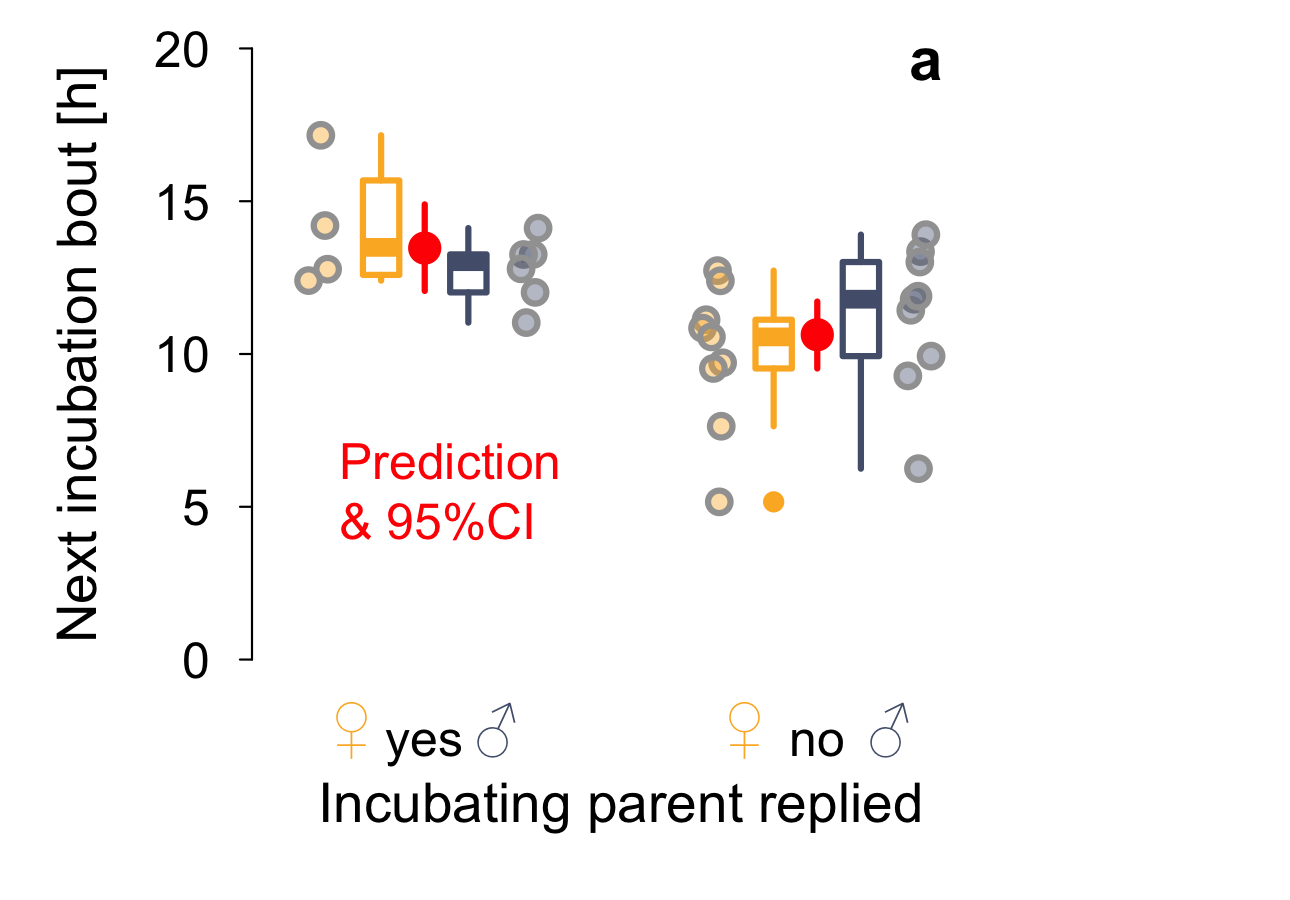 a
Next incubation bout [h]
20
15
10
5
0
Prediction
& 95%CI
♀ yes ♂
♀ no ♂
Incubating parent replied